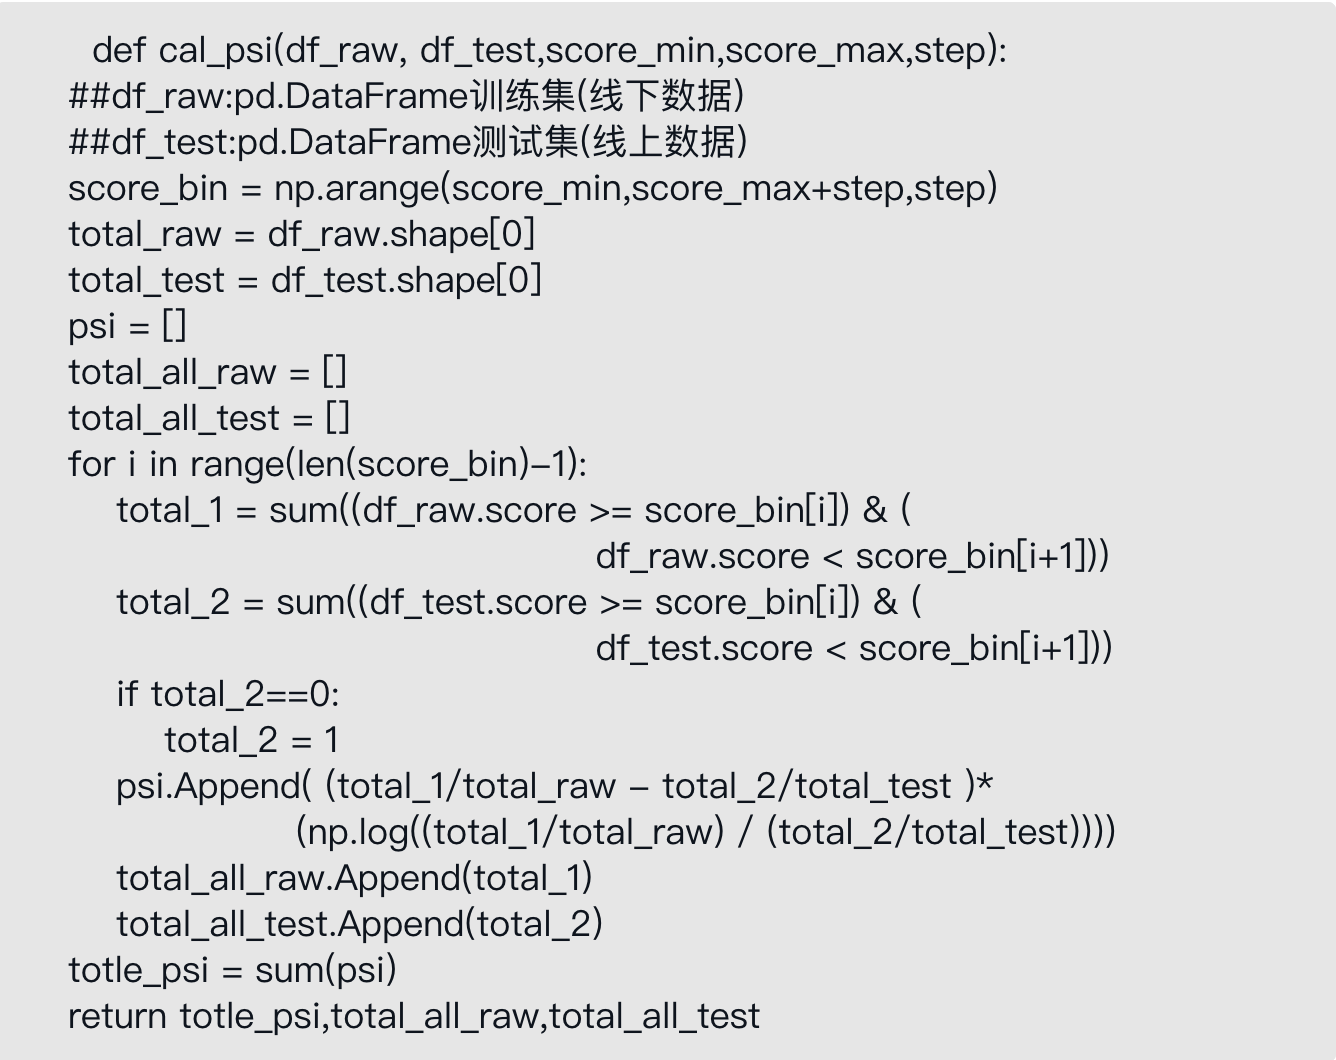 def cal_psi(df_raw, df_test,score_min,score_max,step):
##df_raw:pd.DataFrame训练集(线下数据)
##df_test:pd.DataFrame测试集(线上数据)
score_bin = np.arange(score_min,score_max+step,step)
total_raw = df_raw.shape[0]
total_test = df_test.shape[0]
psi = []
total_all_raw = []
total_all_test = []
for i in range(len(score_bin)-1):
total_1 = sum((df_raw.score >= score_bin[i]) & (
df_raw.score < score_bin[i+1]))
total_2 = sum((df_test.score >= score_bin[i]) & (
df_test.score < score_bin[i+1]))
if total_2==0:
total_2 = 1
psi.Append( (total_1/total_raw - total_2/total_test )*
(np.log((total_1/total_raw) / (total_2/total_test))))
total_all_raw.Append(total_1)
total_all_test.Append(total_2)
totle_psi = sum(psi)
return totle_psi,total_all_raw,total_all_test